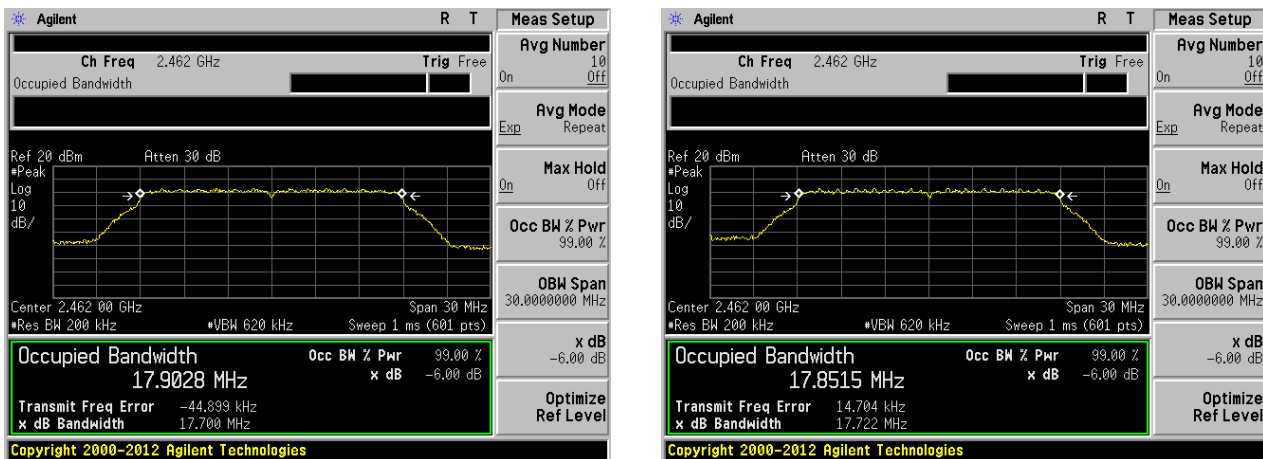 Agilent R T
Meas Setup
Ch Freq 2.462 GHz Trig Free
Occupied Bandwidth
Avg Number
10
On Off
Avg Mode
Exp Repeat
Ref 20 dBm Atten 30 dB
#Peak
Log
10
dB/
Max Hold
On Off
Occ BW % Pwr
99.00 %
OBW Span
30.0000000 MHz
Center 2.462 00 GHz Span 30 MHz
#Res BW 200 kHz #VBW 620 kHz Sweep 1 ms (601 pts)
Occupied Bandwidth Occ BW % Pwr 99.00 %
17.9028 MHz x dB -6.00 dB
Transmit Freq Error -44.899 kHz
x dB Bandwidth 17.700 MHz
x dB
-6.00 dB
Optimize
Ref Level
Copyright 2000-2012 Agilent Technologies
Agilent R T
Meas Setup
Ch Freq 2.462 GHz Trig Free
Occupied Bandwidth
Avg Number
10
On Off
Avg Mode
Exp Repeat
Ref 20 dBm Atten 30 dB
#Peak
Log
10
dB/
Max Hold
On Off
Occ BW % Pwr
99.00 %
OBW Span
30.0000000 MHz
Center 2.462 00 GHz Span 30 MHz
#Res BW 200 kHz #VBW 620 kHz Sweep 1 ms (601 pts)
Occupied Bandwidth Occ BW % Pwr 99.00 %
17.8515 MHz x dB -6.00 dB
Transmit Freq Error 14.704 kHz
x dB Bandwidth 17.722 MHz
x dB
-6.00 dB
Optimize
Ref Level
Copyright 2000-2012 Agilent Technologies